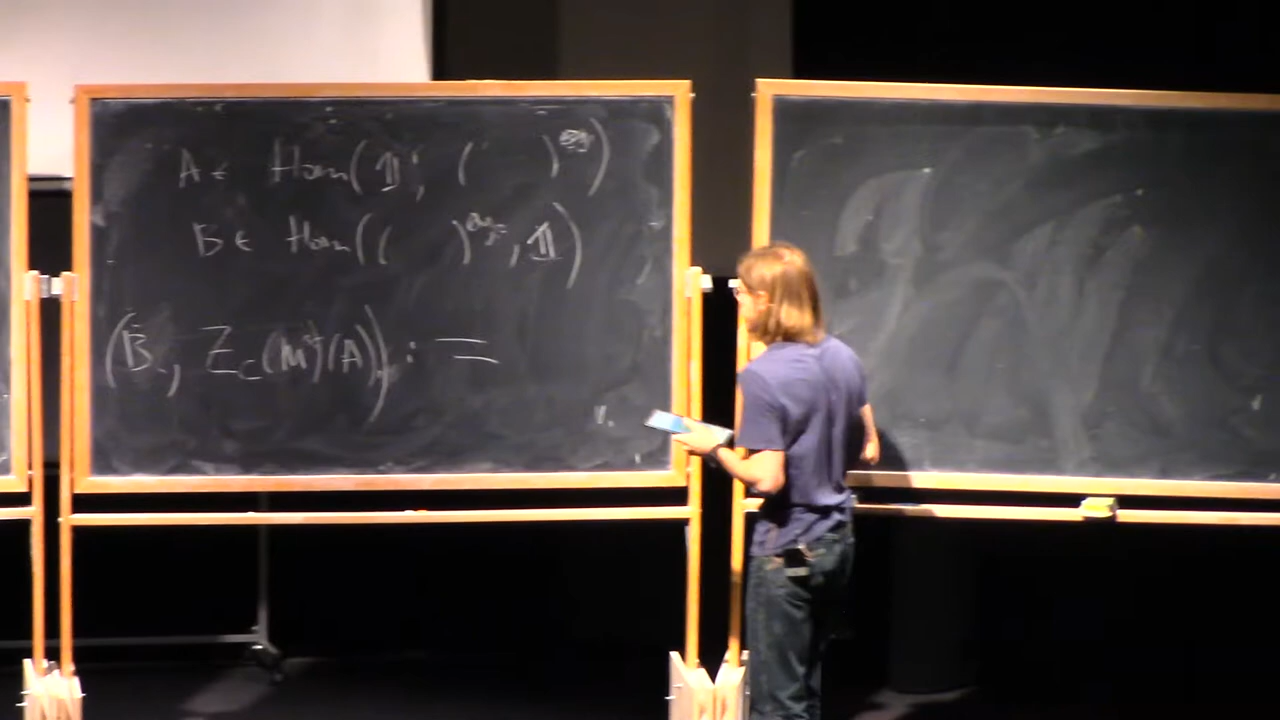 A ∈ Hom(𝟙, ( )^⊗g)
B ∈ Hom(( )^⊗g, 𝟙)
(B, Z_C(M)(A)) :=